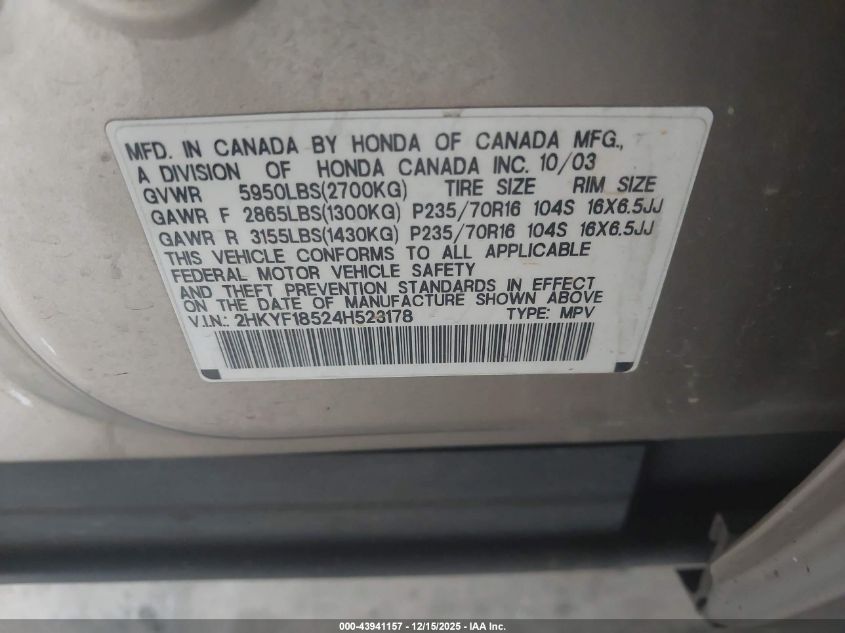 MFD. IN CANADA BY HONDA OF CANADA MFG.,
A DIVISION OF HONDA CANADA INC. 10/03
GVWR 5950LBS(2700KG) TIRE SIZE RIM SIZE
GAWR F 2865LBS(1300KG) P235/70R16 104S 16X6.5JJ
GAWR R 3155LBS(1430KG) P235/70R16 104S 16X6.5JJ
THIS VEHICLE CONFORMS TO ALL APPLICABLE
FEDERAL MOTOR VEHICLE SAFETY
AND THEFT PREVENTION STANDARDS IN EFFECT
ON THE DATE OF MANUFACTURE SHOWN ABOVE
V.I.N.: 2HKYF18524H523178 TYPE: MPV
000-43941157 - 12/15/2025 - IAA Inc.